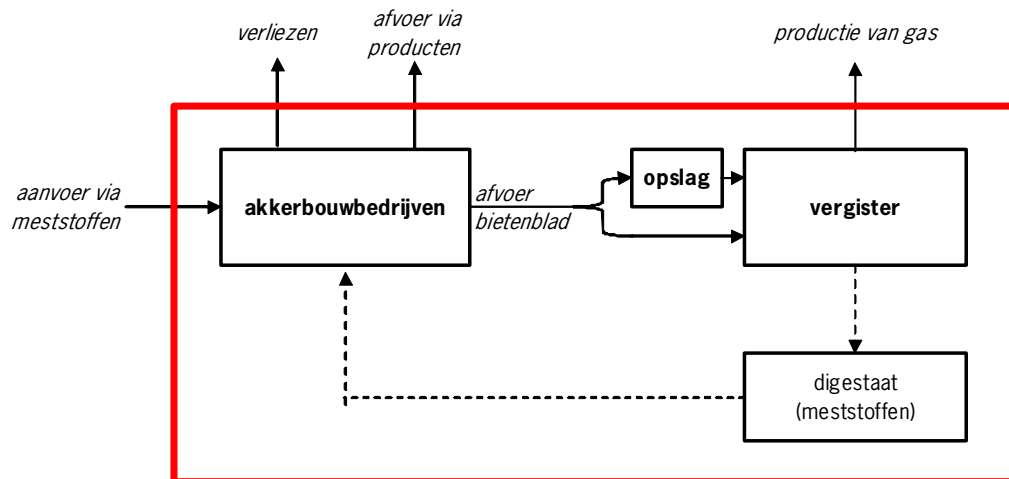 verliezen
afvoer via
producten
productie van gas
aanvoer via
meststoffen
akkerbouwbedrijven
afvoer
bietenblad
opslag
vergister
digestaat
(meststoffen)